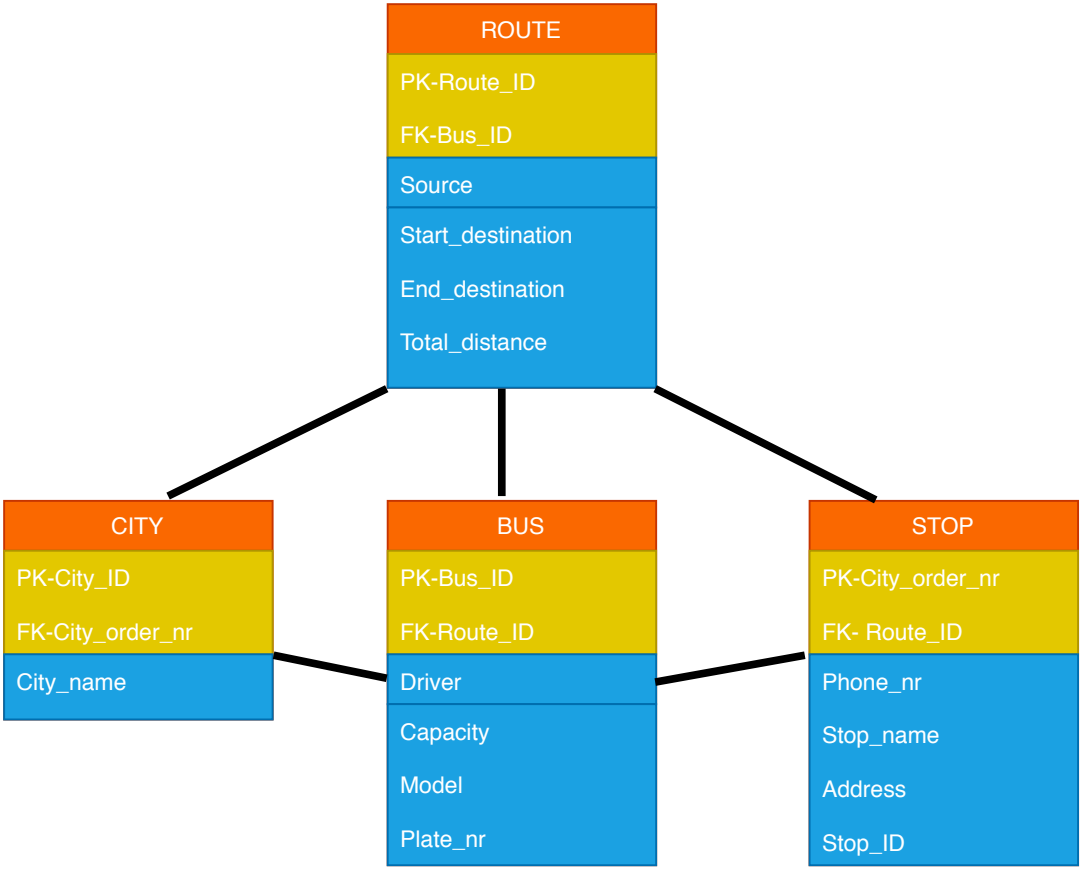 ROUTE
PK-Route_ID
FK-Bus_ID
Source
Start_destination
End_destination
Total_distance
CITY
PK-City_ID
FK-City_order_nr
City_name
BUS
PK-Bus_ID
FK-Route_ID
Driver
Capacity
Model
Plate_nr
STOP
PK-City_order_nr
FK- Route_ID
Phone_nr
Stop_name
Address
Stop_ID